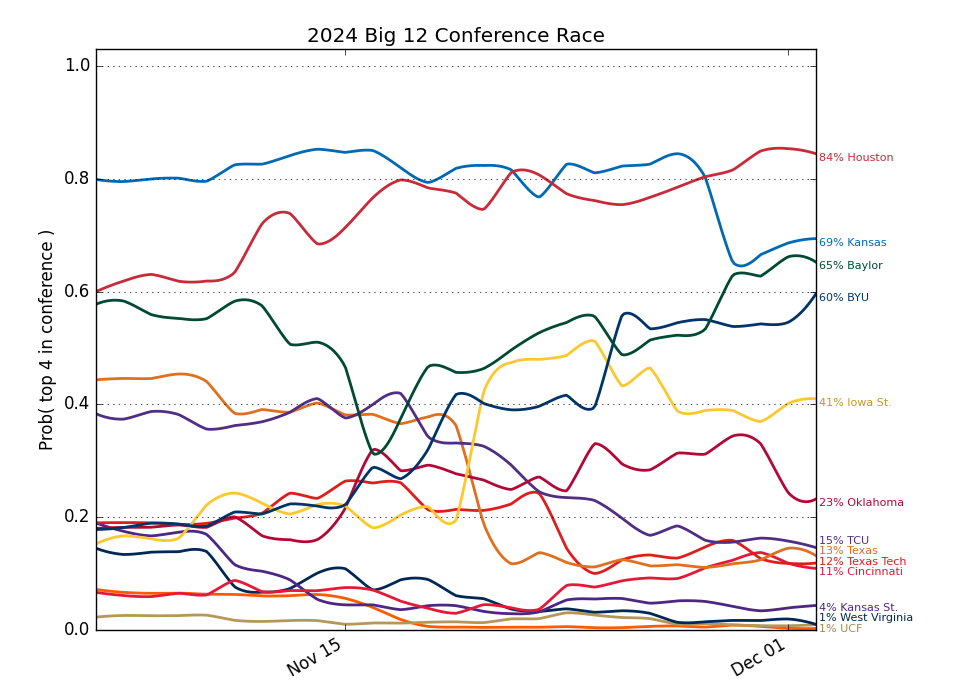 2024 Big 12 Conference Race
Prob( top 4 in conference )
1.0
0.8
0.6
0.4
0.2
0.0
Nov 15
Dec 01
84% Houston
69% Kansas
65% Baylor
60% BYU
41% Iowa St.
23% Oklahoma
15% TCU
13% Texas
12% Texas Tech
11% Cincinnati
4% Kansas St.
1% West Virginia
1% UCF